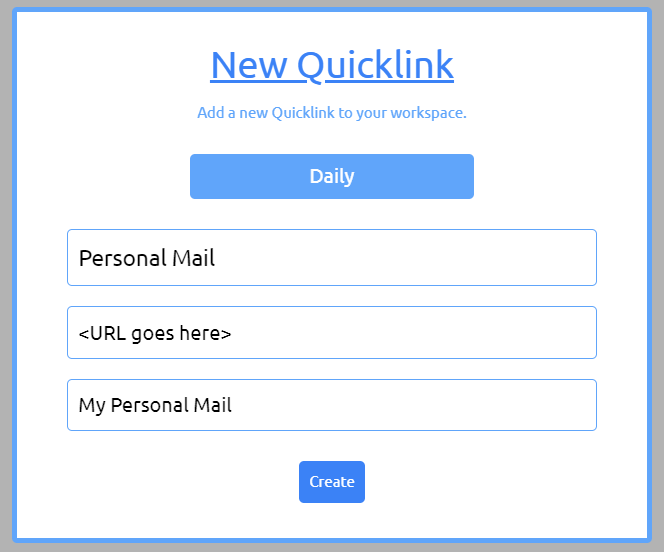 New Quicklink
Add a new Quicklink to your workspace.
Daily
Personal Mail
<URL goes here>
My Personal Mail
Create